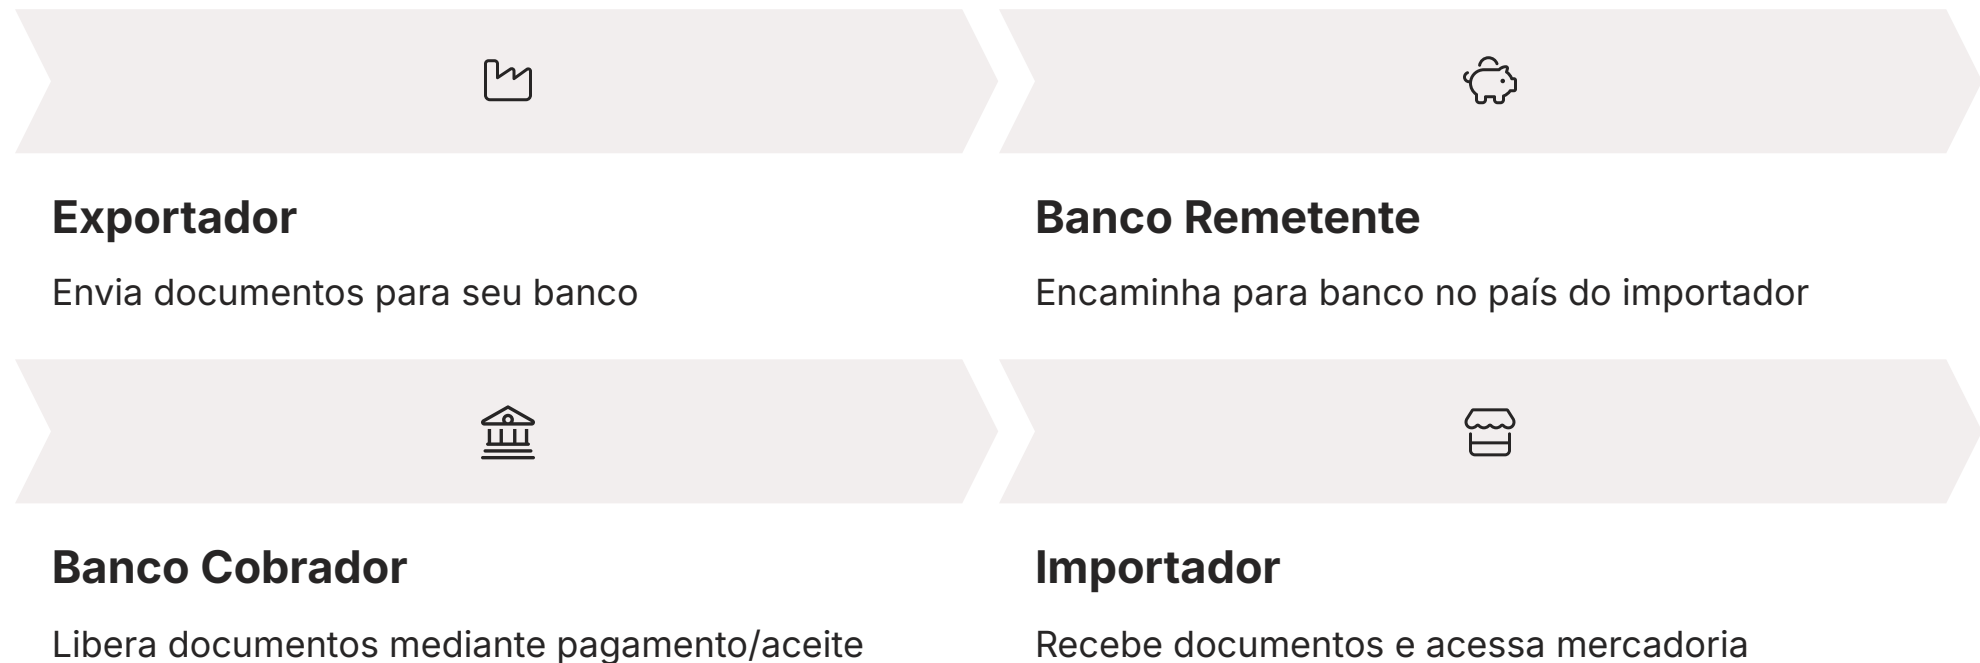 Exportador
Envia documentos para seu banco
Banco Remetente
Encaminha para banco no país do importador
Banco Cobrador
Libera documentos mediante pagamento/aceite
Importador
Recebe documentos e acessa mercadoria